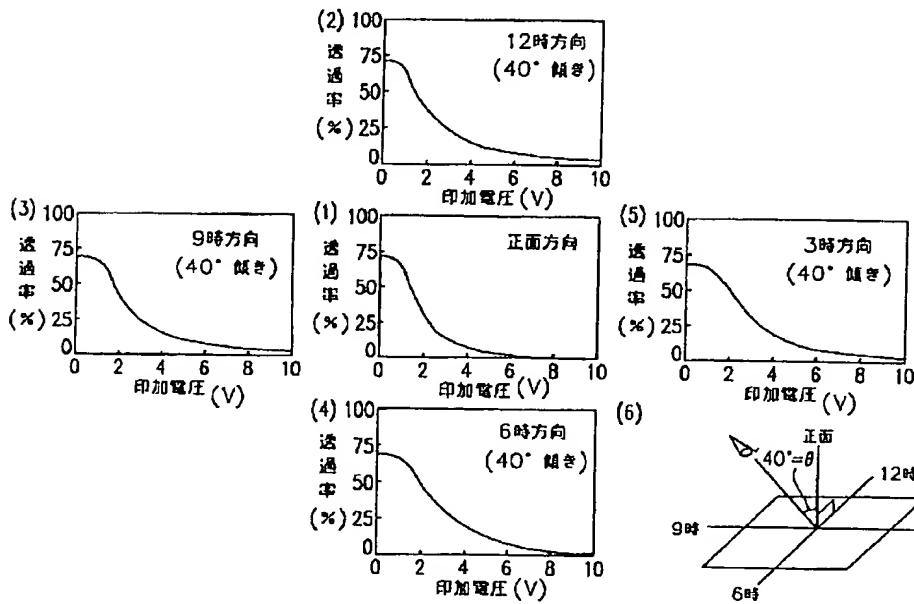 (2)
100
75
50
25
0
透過率(%)
12時方向
(40° 傾き)
0 2 4 6 8 10
印加電圧(V)
(3)
100
75
50
25
0
透過率(%)
9時方向
(40° 傾き)
0 2 4 6 8 10
印加電圧(V)
(1)
100
75
50
25
0
透過率(%)
正面方向
0 2 4 6 8 10
印加電圧(V)
(5)
100
75
50
25
0
透過率(%)
3時方向
(40° 傾き)
0 2 4 6 8 10
印加電圧(V)
(4)
100
75
50
25
0
透過率(%)
6時方向
(40° 傾き)
0 2 4 6 8 10
印加電圧(V)
(6)
正面
40°=θ
12時
9時
6時